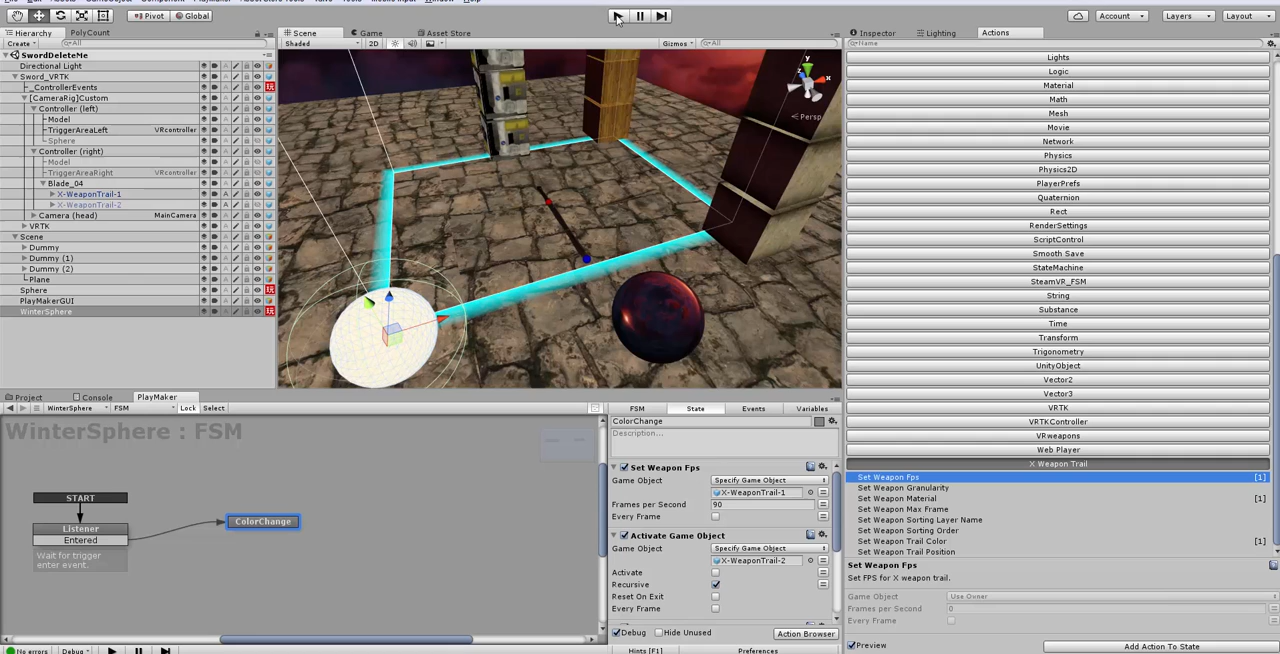 Pivot Global Account Layers Layout
Hierarchy PolyCount Scene Game Asset Store Inspector Lighting Actions
Create All Shaded 2D Gizmos All Name
SwordDeleteMe
Directional Light
Sword_VRTK
_ControllerEvents
[CameraRig]Custom
Controller (left)
Model
TriggerAreaLeft VRcontroller
Sphere
Controller (right)
Model
TriggerAreaRight VRcontroller
Blade_04
X-WeaponTrail-1
X-WeaponTrail-2
Camera (head) MainCamera
VRTK
Scene
Dummy
Dummy (1)
Dummy (2)
Plane
Sphere
PlayMakerGUI
WinterSphere
y
x
z
Persp
Lights
Logic
Material
Math
Mesh
Movie
Network
Physics
Physics2D
PlayerPrefs
Quaternion
Rect
RenderSettings
ScriptControl
Smooth Save
StateMachine
SteamVR_FSM
String
Substance
Time
Transform
Trigonometry
UnityObject
Vector2
Vector3
VRTK
VRTKController
VRweapons
Web Player
X Weapon Trail
Set Weapon Fps [1]
Set Weapon Granularity
Set Weapon Material [1]
Set Weapon Max Frame
Set Weapon Sorting Layer Name
Set Weapon Sorting Order
Set Weapon Trail Color [1]
Set Weapon Trail Position
Set Weapon Fps
Set FPS for X weapon trail.
Game Object Use Owner
Frames per Second 0
Every Frame
Preview Add Action To State
Project Console PlayMaker
WinterSphere FSM Lock Select
WinterSphere : FSM
START
Listener
Entered
Wait for trigger
enter event.
ColorChange
FSM State Events Variables
ColorChange
Description...
Set Weapon Fps
Game Object Specify Game Object
X-WeaponTrail-1
Frames per Second 90
Every Frame
Activate Game Object
Game Object Specify Game Object
X-WeaponTrail-2
Activate
Recursive
Reset On Exit
Every Frame
Debug Hide Unused Action Browser
No errors Debug Hints [F1] Preferences